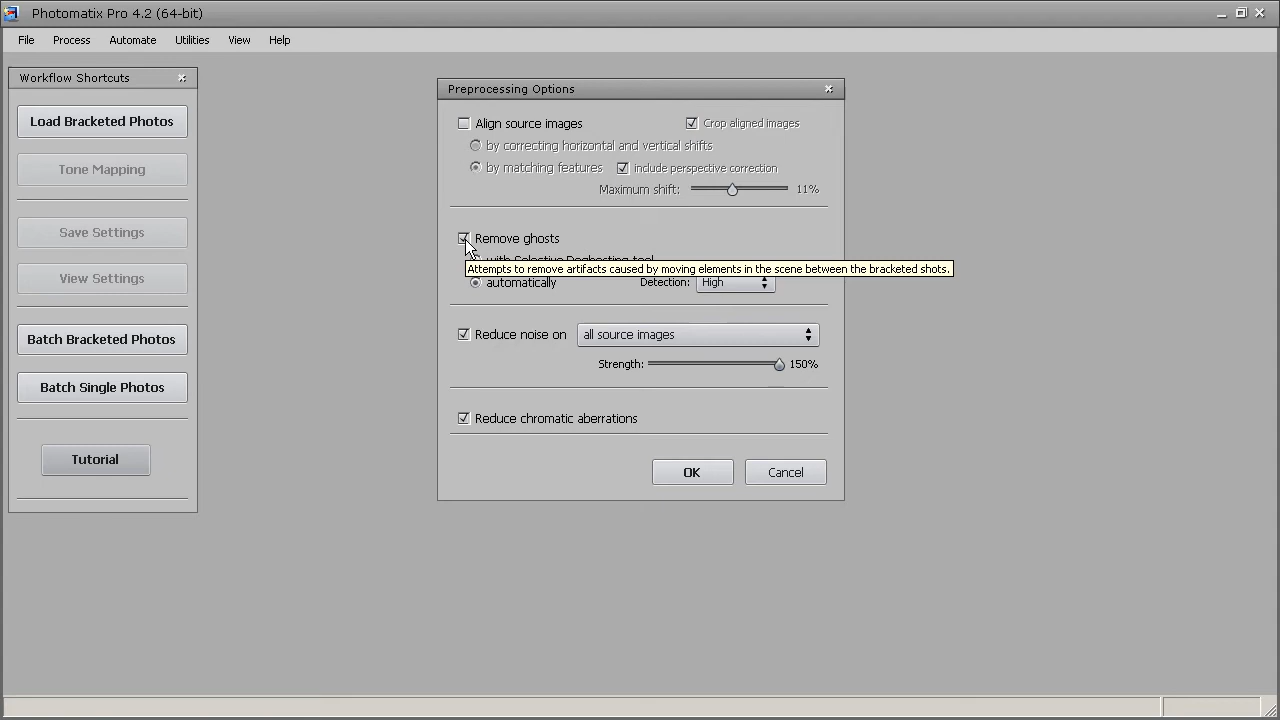 Photomatix Pro 4.2 (64-bit)
File Process Automate Utilities View Help
Workflow Shortcuts
Load Bracketed Photos
Tone Mapping
Save Settings
View Settings
Batch Bracketed Photos
Batch Single Photos
Tutorial
Preprocessing Options
Align source images Crop aligned images
by correcting horizontal and vertical shifts
by matching features include perspective correction
Maximum shift: 11%
Remove ghosts
with Selective Deghosting tool
Attempts to remove artifacts caused by moving elements in the scene between the bracketed shots.
automatically Detection: High
Reduce noise on all source images
Strength: 150%
Reduce chromatic aberrations
OK Cancel